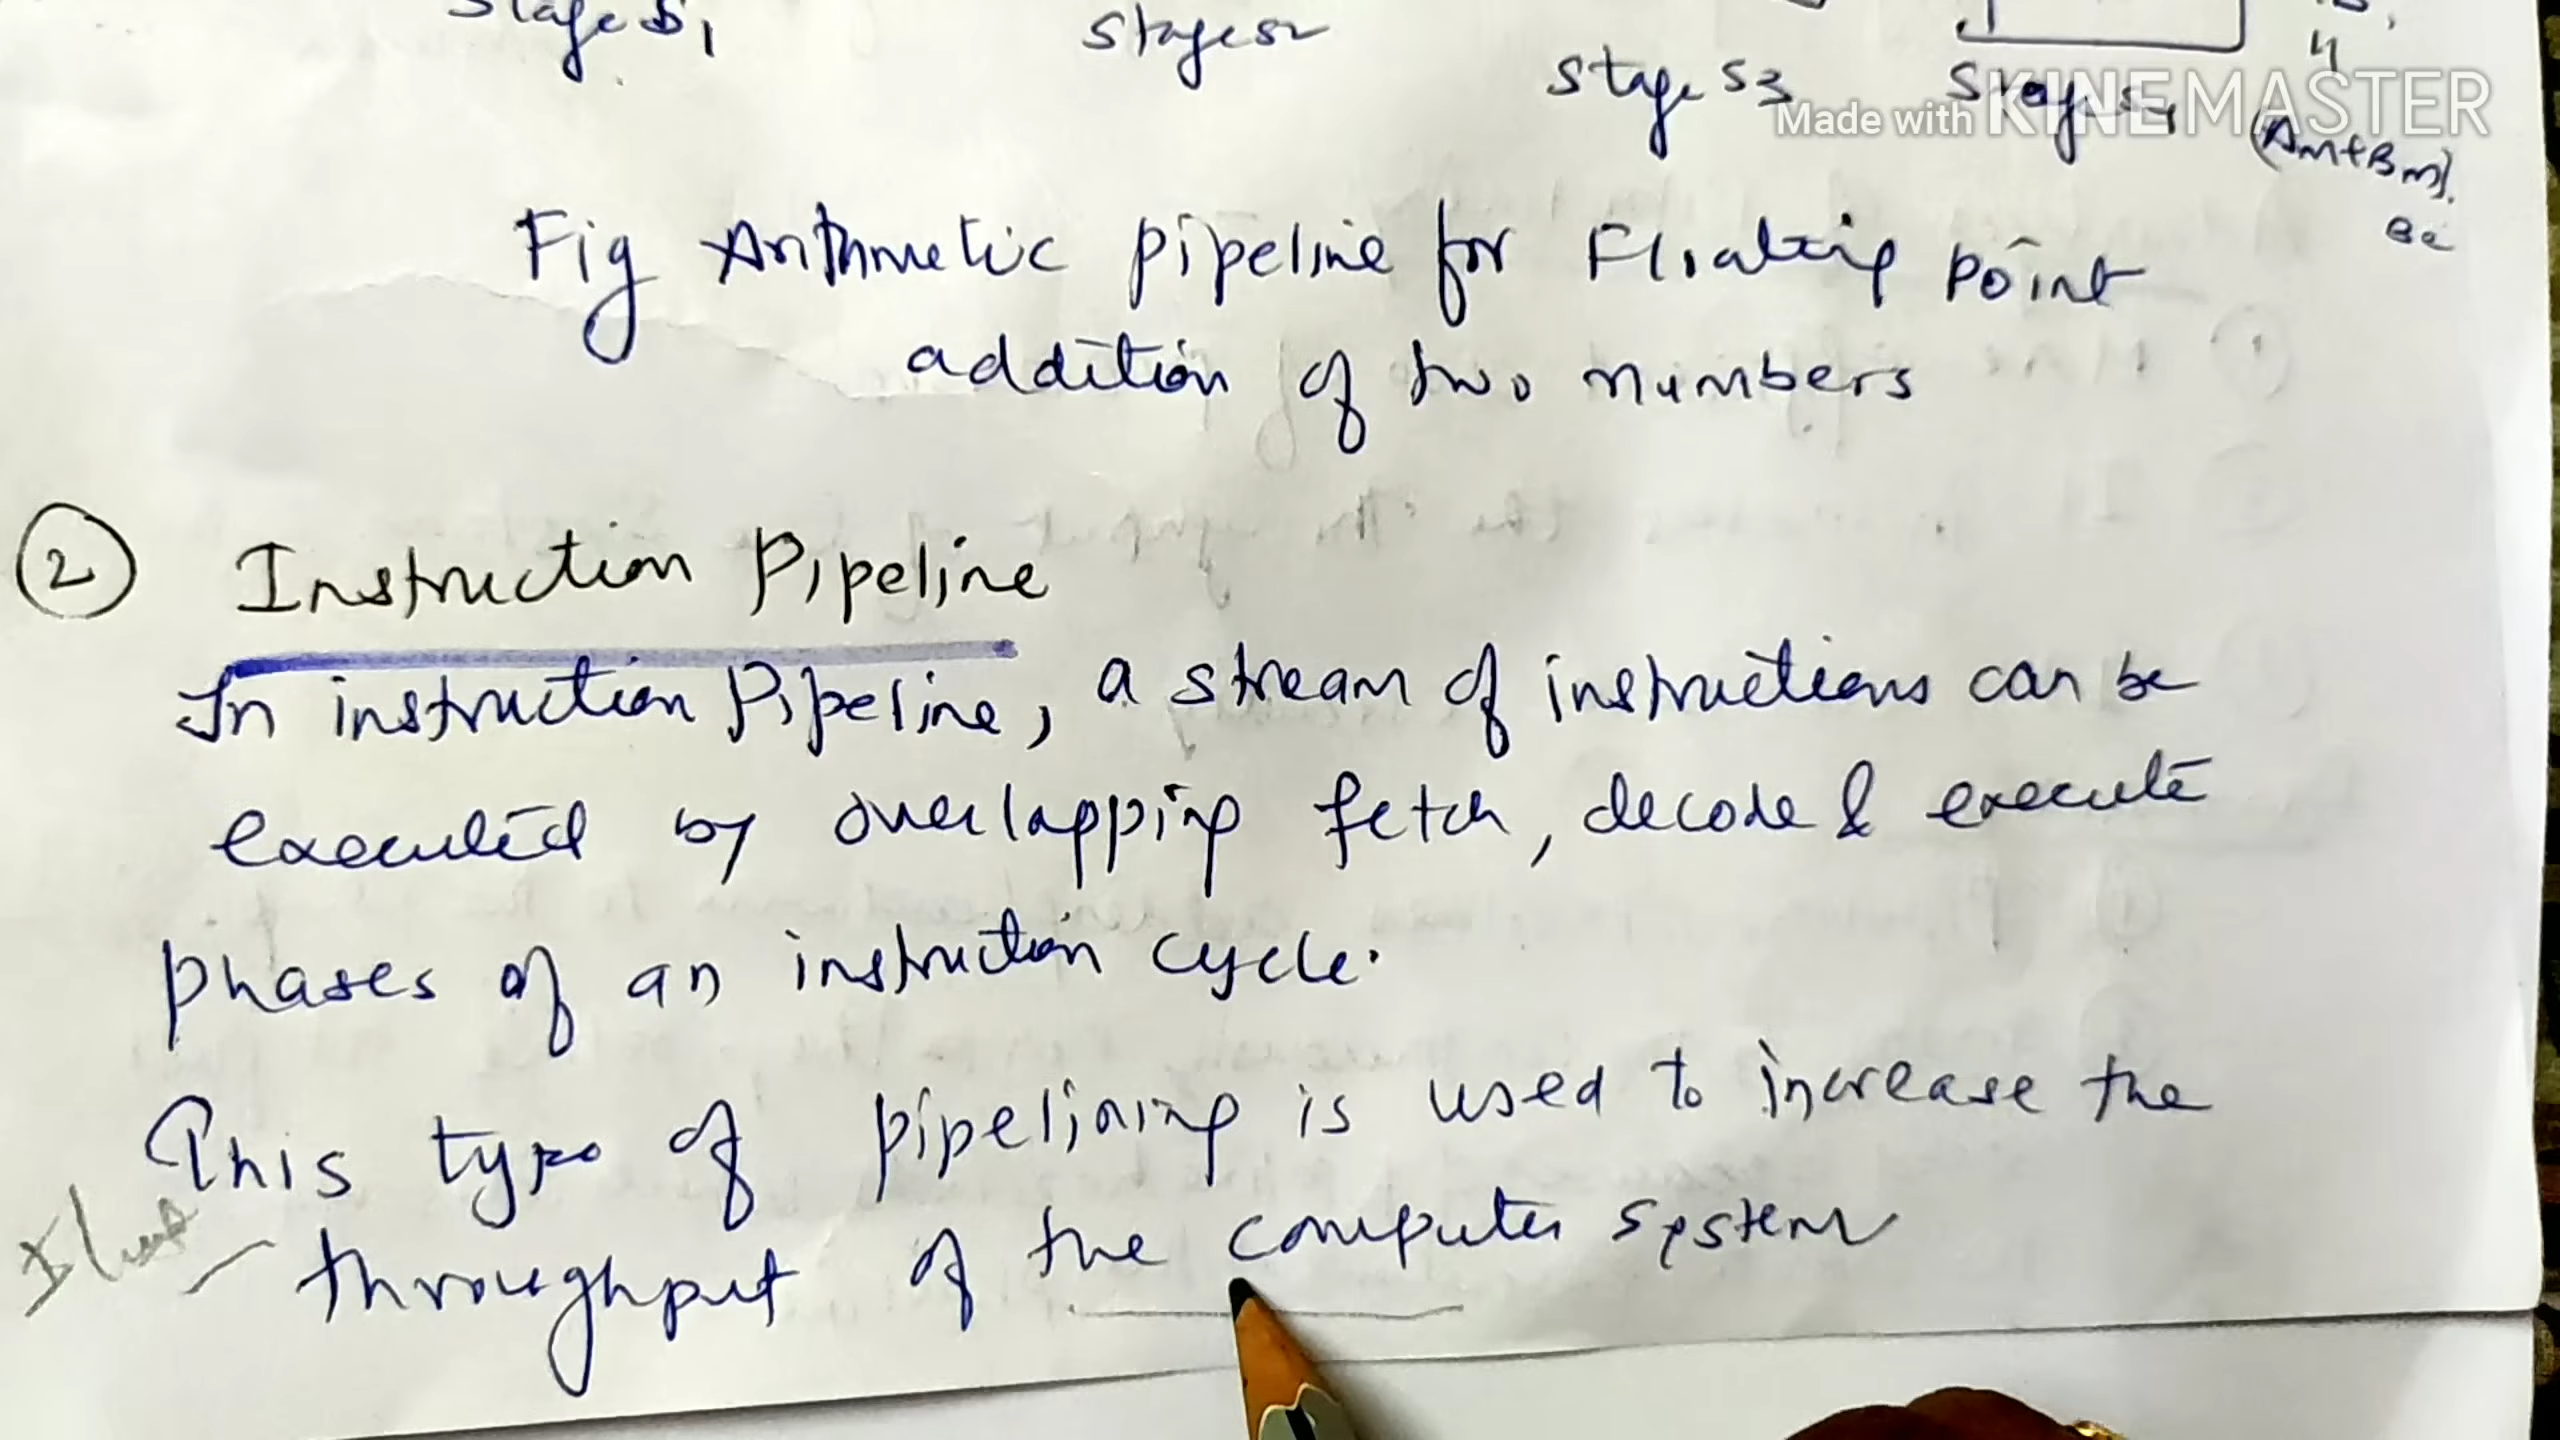 Stage S1
Stage S2
Stage S3
Stage S4
(Am+Bm).
Be
Made with KINEMASTER
Fig Arithmetic pipeline for Floating point
addition of two numbers
2 Instruction Pipeline
In instruction Pipeline, a stream of instructions can be
executed by overlapping fetch, decode & execute
phases of an instruction cycle.
This type of pipelining is used to increase the
throughput of the computer system